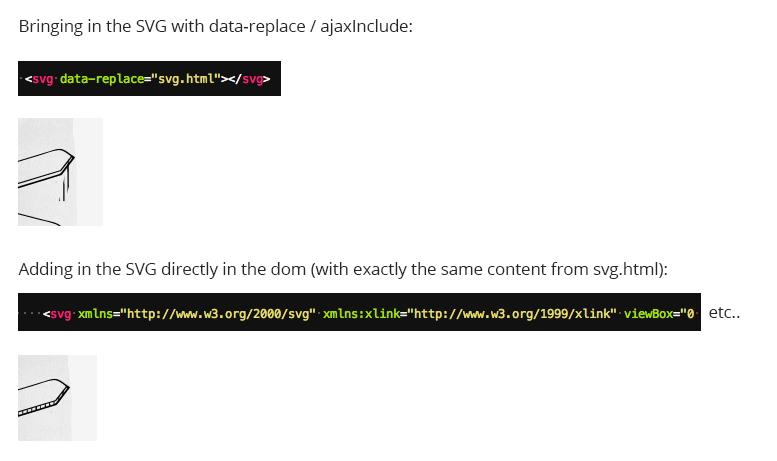 Bringing in the SVG with data-replace / ajaxInclude:
<svg data-replace="svg.html"></svg>
Adding in the SVG directly in the dom (with exactly the same content from svg.html):
<svg xmlns="http://www.w3.org/2000/svg" xmlns:xlink="http://www.w3.org/1999/xlink" viewBox="0 etc..